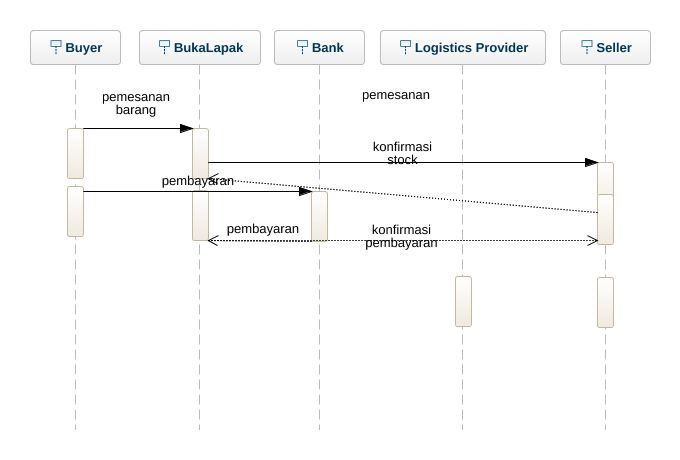 Buyer
BukaLapak
Bank
Logistics Provider
Seller
pemesanan
barang
pemesanan
konfirmasi
stock
pembayaran
pembayaran
konfirmasi
pembayaran